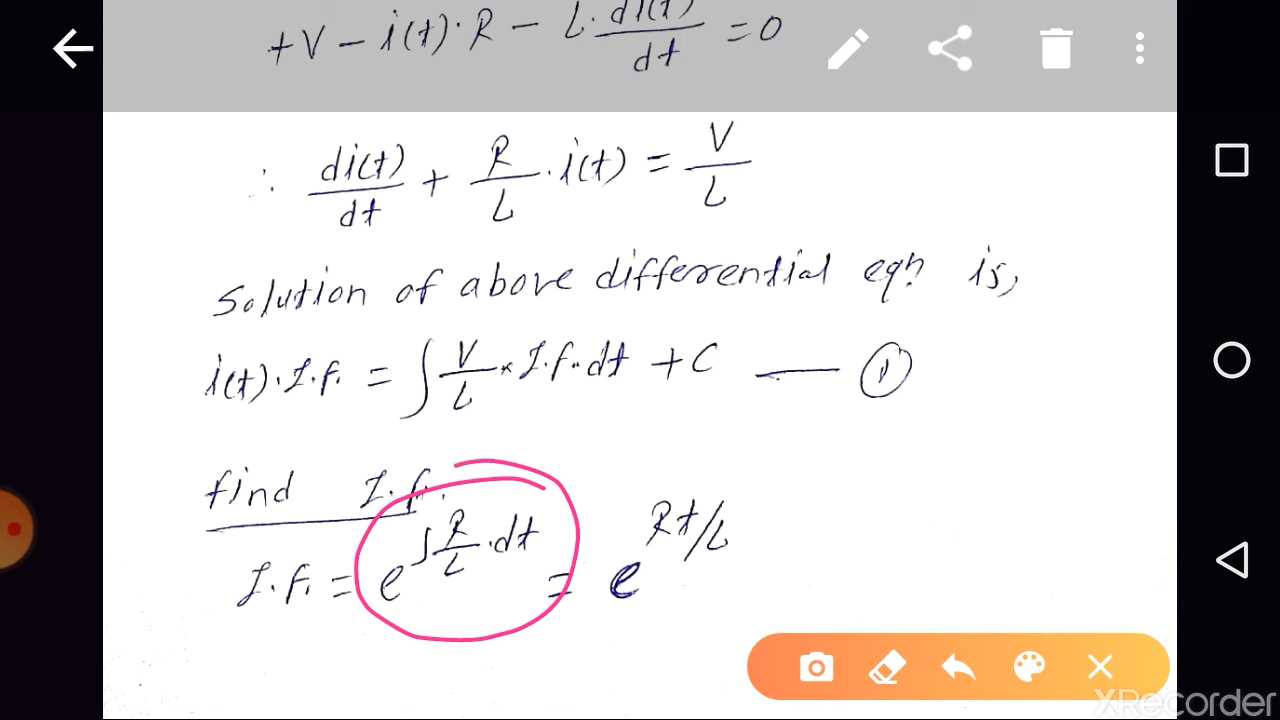 +V - i(t)·R - L·di(t)/dt = 0
∴ di(t)/dt + R/L · i(t) = V/L
solution of above differential eqn is,
i(t)·I.f. = ∫ V/L × I.f. dt + C —— ①
find I.f.
I.f. = e^∫R/L·dt = e^Rt/L
XRecorder